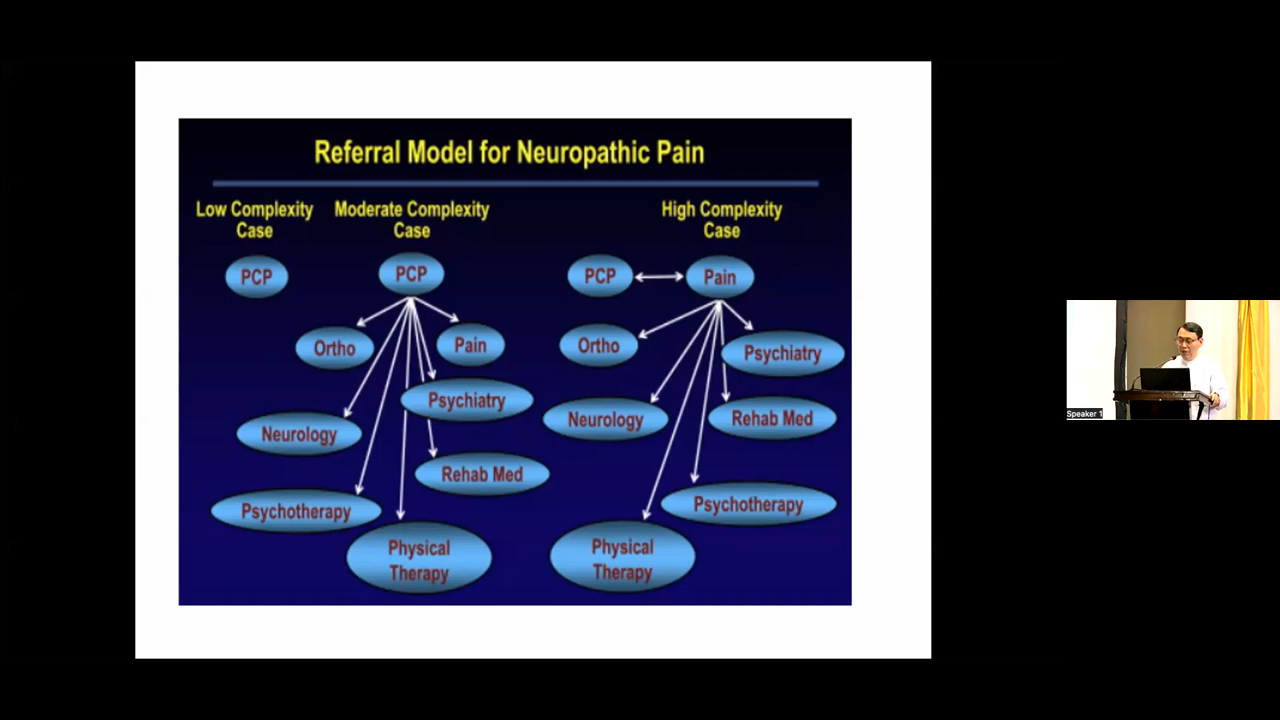 Referral Model for Neuropathic Pain
Low Complexity
Case
Moderate Complexity
Case
High Complexity
Case
PCP
PCP
Ortho
Pain
Psychiatry
Neurology
Rehab Med
Psychotherapy
Physical
Therapy
PCP
Pain
Ortho
Psychiatry
Neurology
Rehab Med
Psychotherapy
Physical
Therapy
Speaker 1